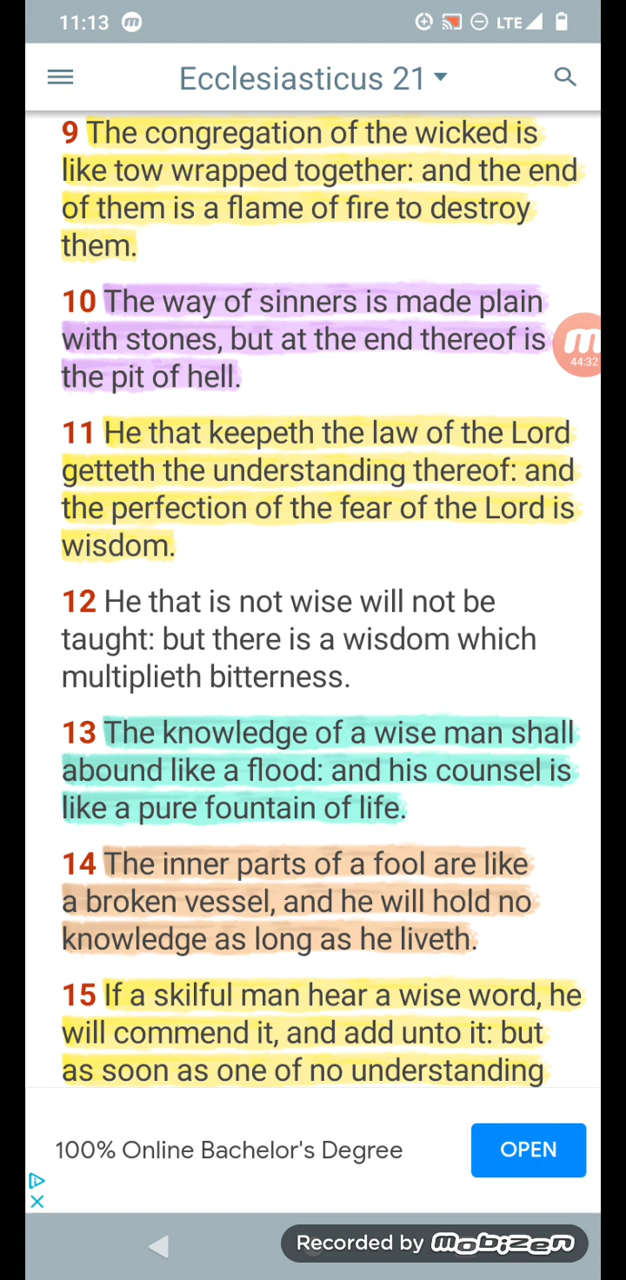 11:13 m LTE
Ecclesiasticus 21
9 The congregation of the wicked is
like tow wrapped together: and the end
of them is a flame of fire to destroy
them.
10 The way of sinners is made plain
with stones, but at the end thereof is
the pit of hell.
m
44:32
11 He that keepeth the law of the Lord
getteth the understanding thereof: and
the perfection of the fear of the Lord is
wisdom.
12 He that is not wise will not be
taught: but there is a wisdom which
multiplieth bitterness.
13 The knowledge of a wise man shall
abound like a flood: and his counsel is
like a pure fountain of life.
14 The inner parts of a fool are like
a broken vessel, and he will hold no
knowledge as long as he liveth.
15 If a skilful man hear a wise word, he
will commend it, and add unto it: but
as soon as one of no understanding
100% Online Bachelor's Degree
OPEN
Recorded by mobizen